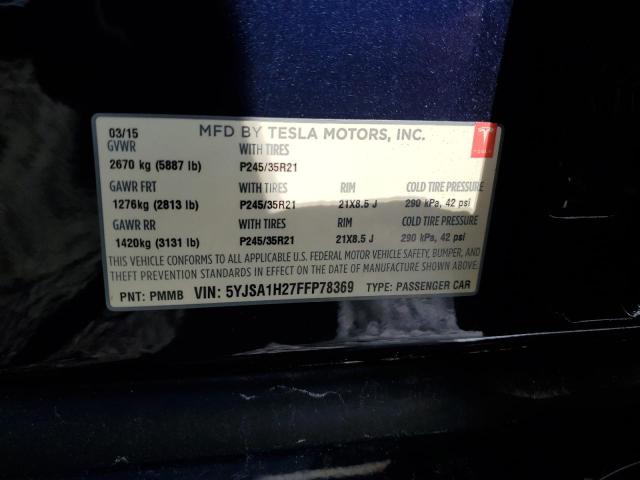 03/15 MFD BY TESLA MOTORS, INC.
GVWR WITH TIRES
2670 kg (5887 lb) P245/35R21
GAWR FRT WITH TIRES RIM COLD TIRE PRESSURE
1276kg (2813 lb) P245/35R21 21X8.5 J 290 kPa, 42 psi
GAWR RR WITH TIRES RIM COLD TIRE PRESSURE
1420kg (3131 lb) P245/35R21 21X8.5 J 290 kPa, 42 psi
THIS VEHICLE CONFORMS TO ALL APPLICABLE U.S. FEDERAL MOTOR VEHICLE SAFETY, BUMPER, AND
THEFT PREVENTION STANDARDS IN EFFECT ON THE DATE OF MANUFACTURE SHOWN ABOVE.
PNT: PMMB VIN: 5YJSA1H27FFP78369 TYPE: PASSENGER CAR